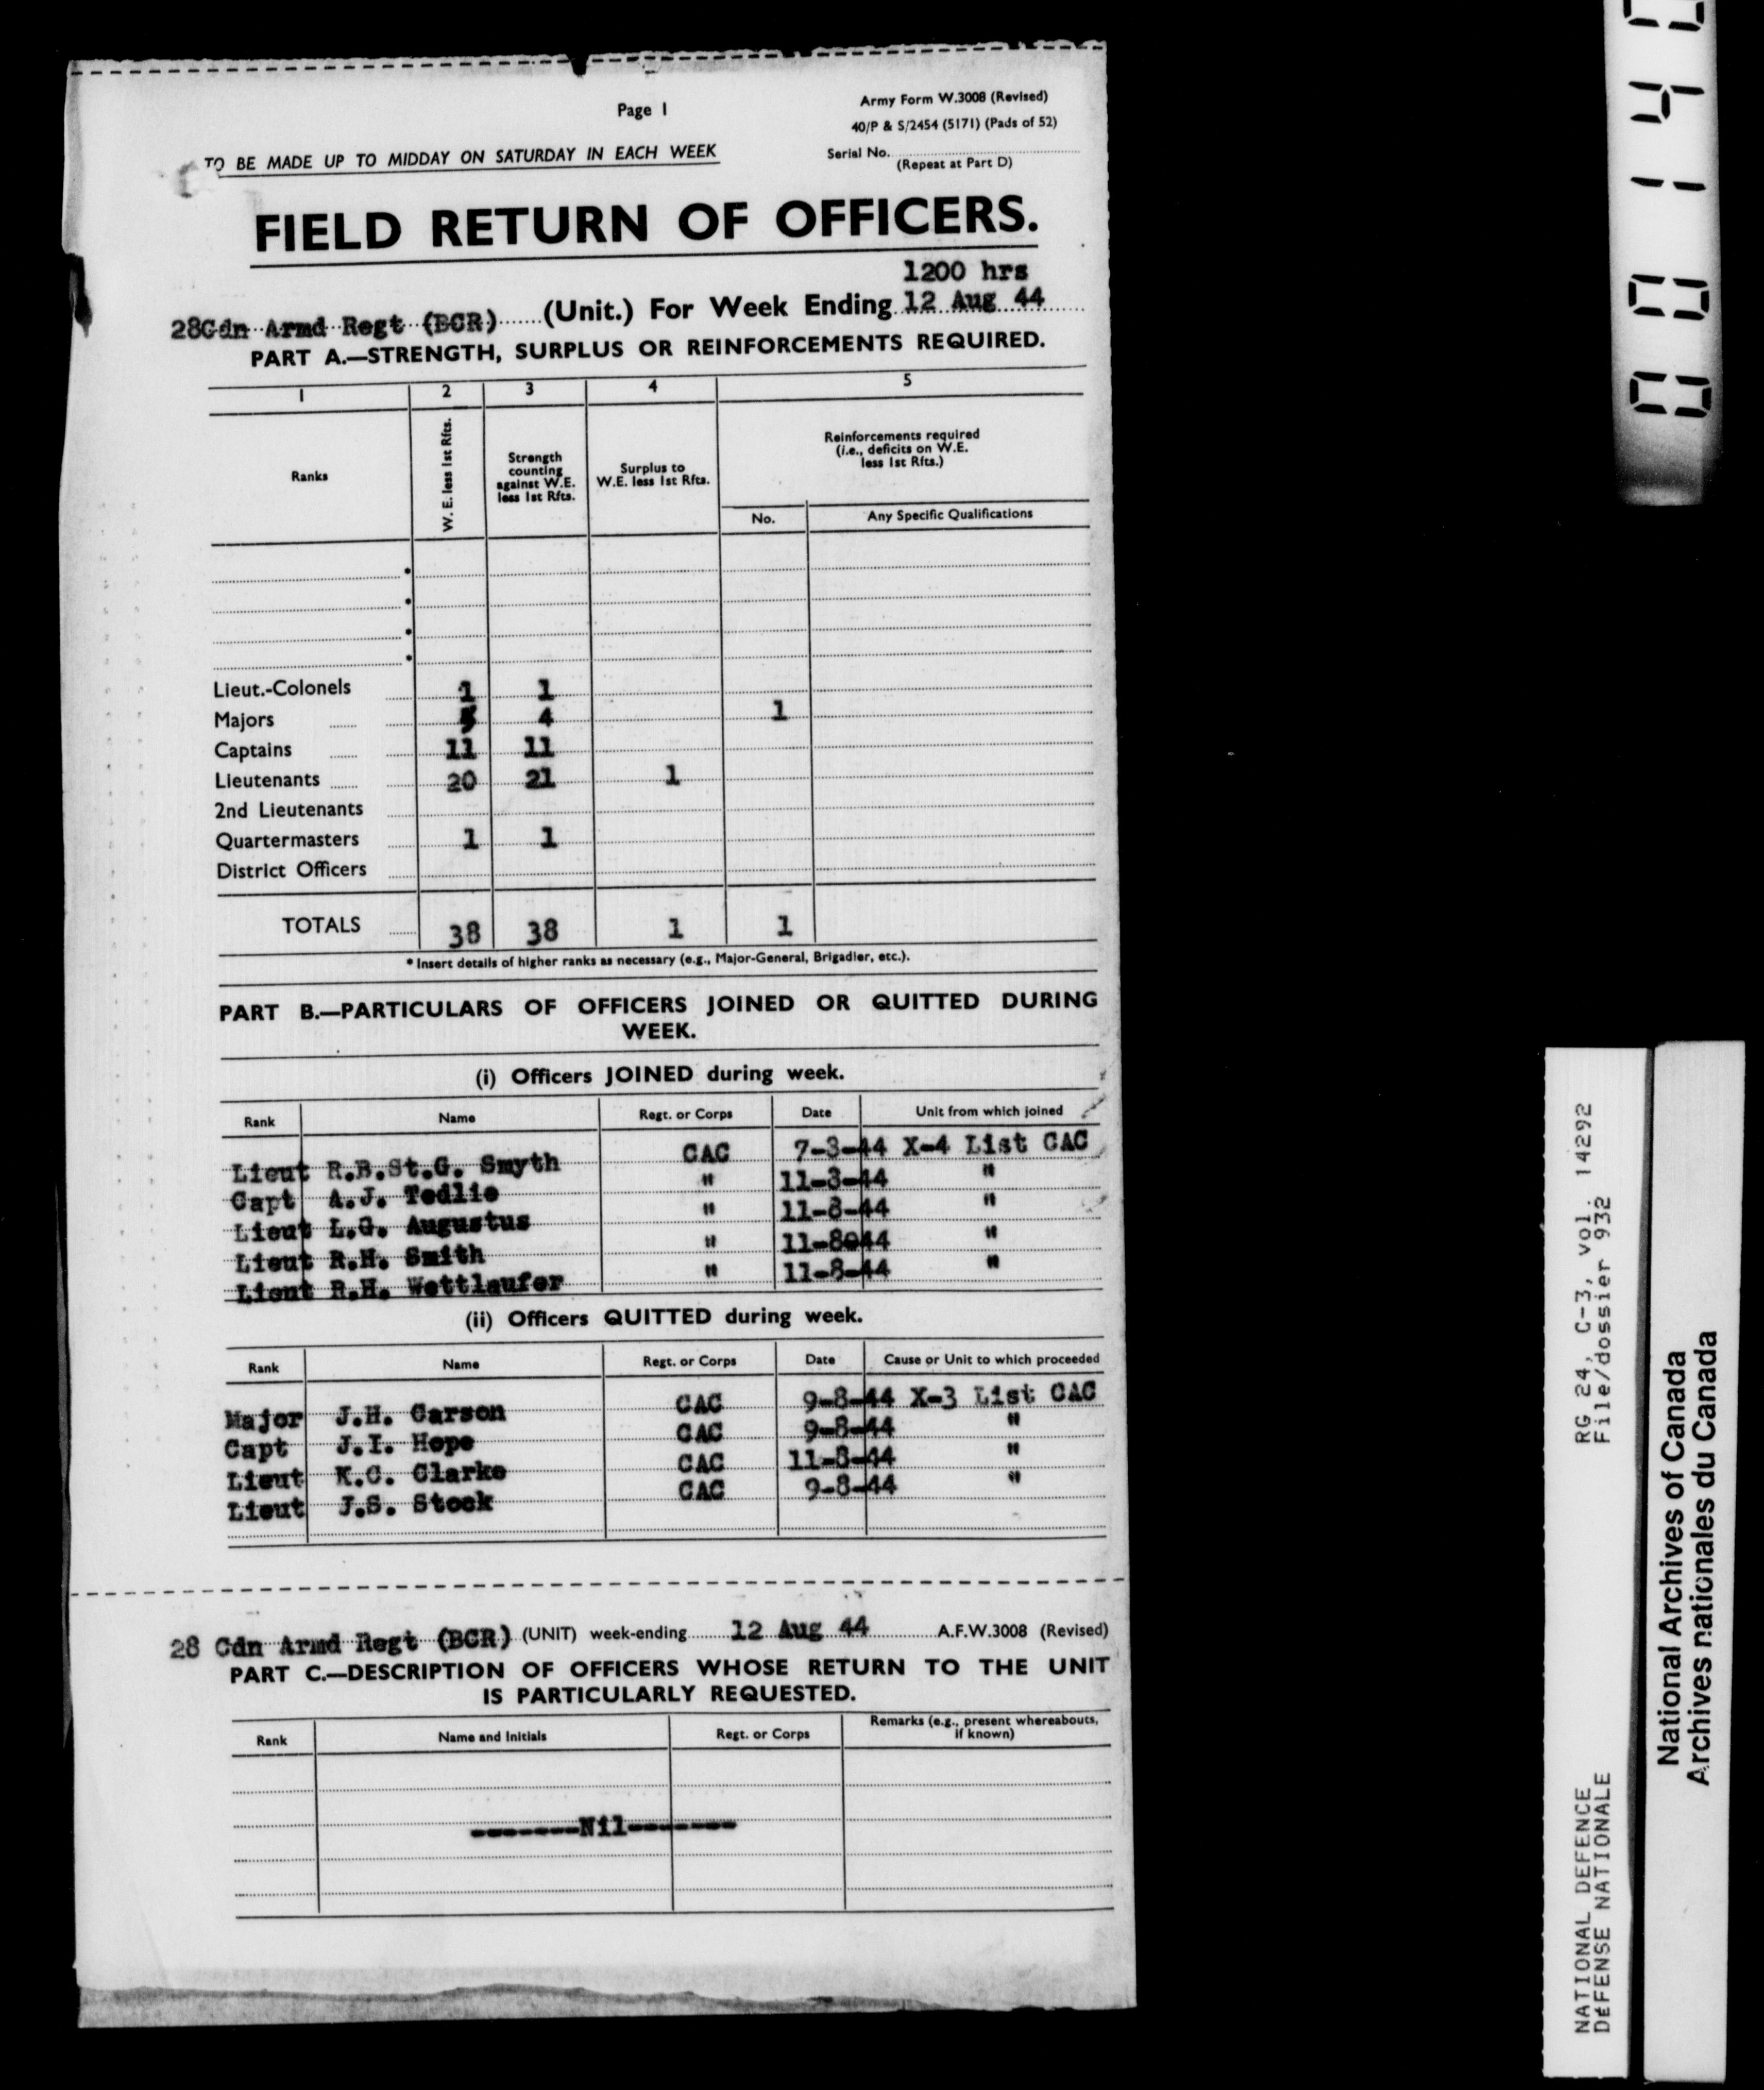 Page 1
Army Form W.3008 (Revised)
40/P & S/2454 (5171) (Pads of 52)
TO BE MADE UP TO MIDDAY ON SATURDAY IN EACH WEEK
Serial No.
(Repeat at Part D)
FIELD RETURN OF OFFICERS.
1200 hrs
28Cdn Armd Regt (BCR) (Unit.) For Week Ending 12 Aug 44
PART A.—STRENGTH, SURPLUS OR REINFORCEMENTS REQUIRED.
1 2 3 4 5
Ranks
W. E. less 1st Rfts.
Strength counting against W.E. less 1st Rfts.
Surplus to W.E. less 1st Rfts.
Reinforcements required (i.e., deficits on W.E. less 1st Rfts.)
No. Any Specific Qualifications
Lieut.-Colonels 1 1
Majors 5 4 1
Captains 11 11
Lieutenants 20 21 1
2nd Lieutenants
Quartermasters 1 1
District Officers
TOTALS 38 38 1 1
* Insert details of higher ranks as necessary (e.g., Major-General, Brigadier, etc.).
PART B.—PARTICULARS OF OFFICERS JOINED OR QUITTED DURING
WEEK.
(i) Officers JOINED during week.
Rank Name Regt. or Corps Date Unit from which joined
Lieut R.B.St.G. Smyth CAC 7-3-44 X-4 List CAC
Capt A.J. Tedlie " 11-3-44 "
Lieut L.G. Augustus " 11-8-44 "
Lieut R.H. Smith " 11-8044 "
Lieut R.H. Wettlaufer " 11-8-44 "
(ii) Officers QUITTED during week.
Rank Name Regt. or Corps Date Cause or Unit to which proceeded
Major J.H. Carson CAC 9-8-44 X-3 List CAC
Capt J.I. Hope CAC 9-8-44 "
Lieut K.C. Clarke CAC 11-8-44 "
Lieut J.S. Stock CAC 9-8-44 "
28 Cdn Armd Regt (BCR) (UNIT) week-ending 12 Aug 44 A.F.W.3008 (Revised)
PART C.—DESCRIPTION OF OFFICERS WHOSE RETURN TO THE UNIT
IS PARTICULARLY REQUESTED.
Rank Name and Initials Regt. or Corps Remarks (e.g., present whereabouts, if known)
-------Nil-------
RG 24, C-3, vol. 14292
File/dossier 932
NATIONAL DEFENCE
DÉFENSE NATIONALE
National Archives of Canada
Archives nationales du Canada